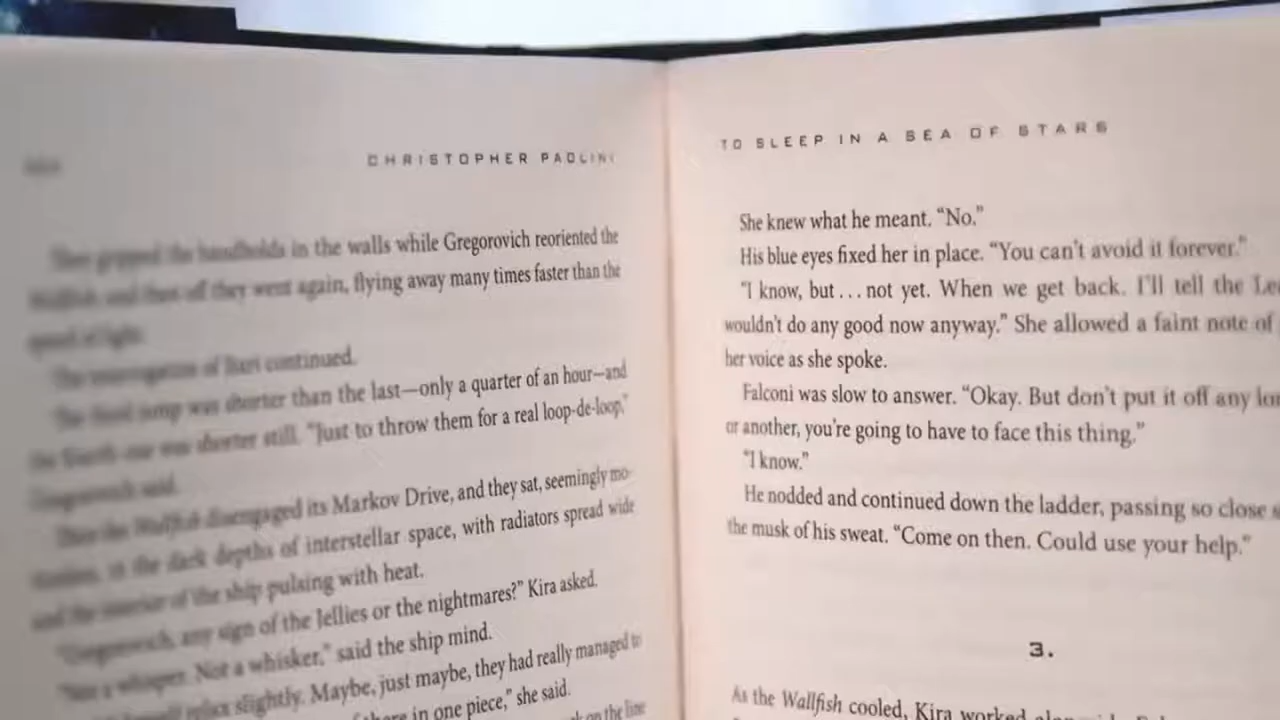 CHRISTOPHER PAOLINI
They gripped the handholds in the walls while Gregorovich reoriented the
Wallfish, and then off they went again, flying away many times faster than the
speed of light.
The interrogation of Itari continued.
The third jump was shorter than the last—only a quarter of an hour—and
the fourth one was shorter still. “Just to throw them for a real loop-de-loop,”
Gregorovich said.
Then the Wallfish disengaged its Markov Drive, and they sat, seemingly mo-
in the dark depths of interstellar space, with radiators spread wide
and the interior of the ship pulsing with heat.
“Gregorovich, any sign of the Jellies or the nightmares?” Kira asked.
“Not a whisper. Not a whisker,” said the ship mind.
relax slightly. Maybe, just maybe, they had really managed to
there in one piece,” she said.
on the line
TO SLEEP IN A SEA OF STARS
She knew what he meant. “No.”
His blue eyes fixed her in place. “You can’t avoid it forever.”
“I know, but . . . not yet. When we get back. I’ll tell the Le
wouldn’t do any good now anyway.” She allowed a faint note of
her voice as she spoke.
Falconi was slow to answer. “Okay. But don’t put it off any lon
or another, you’re going to have to face this thing.”
“I know.”
He nodded and continued down the ladder, passing so close s
the musk of his sweat. “Come on then. Could use your help.”
3.
As the Wallfish cooled, Kira worked